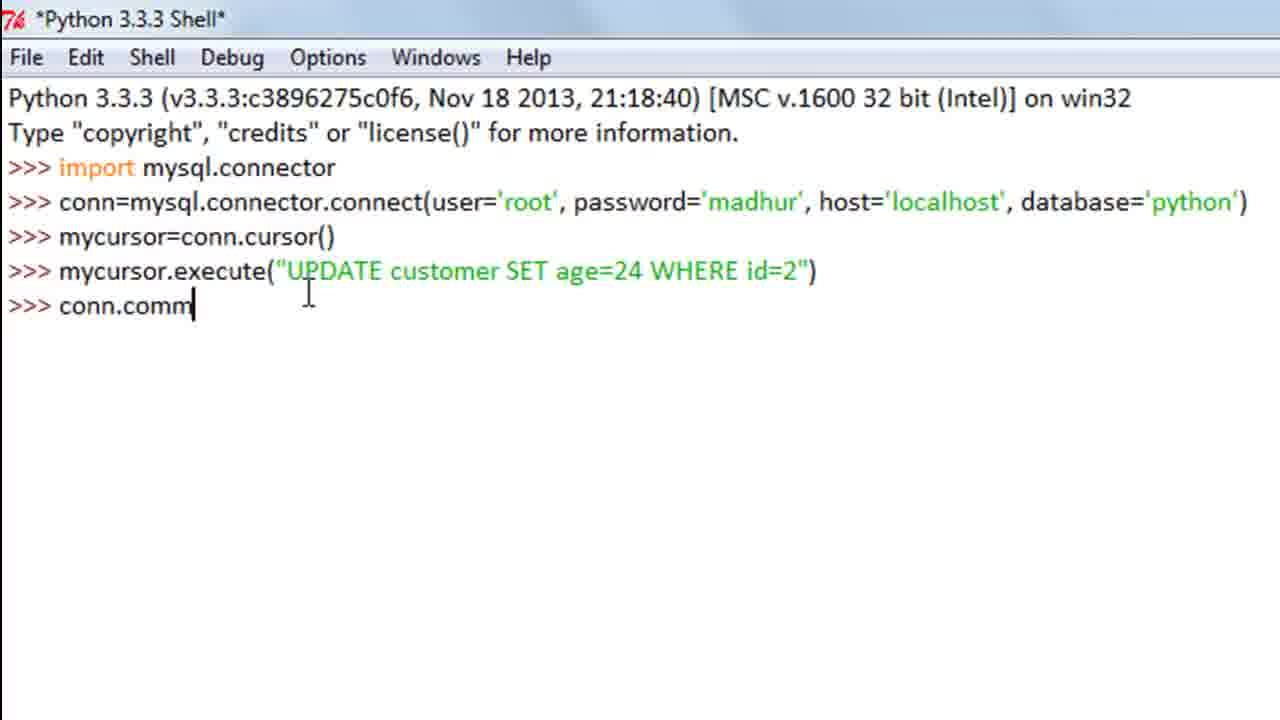 *Python 3.3.3 Shell*
File Edit Shell Debug Options Windows Help
Python 3.3.3 (v3.3.3:c3896275c0f6, Nov 18 2013, 21:18:40) [MSC v.1600 32 bit (Intel)] on win32
Type "copyright", "credits" or "license()" for more information.
>>> import mysql.connector
>>> conn=mysql.connector.connect(user='root', password='madhur', host='localhost', database='python')
>>> mycursor=conn.cursor()
>>> mycursor.execute("UPDATE customer SET age=24 WHERE id=2")
>>> conn.comm